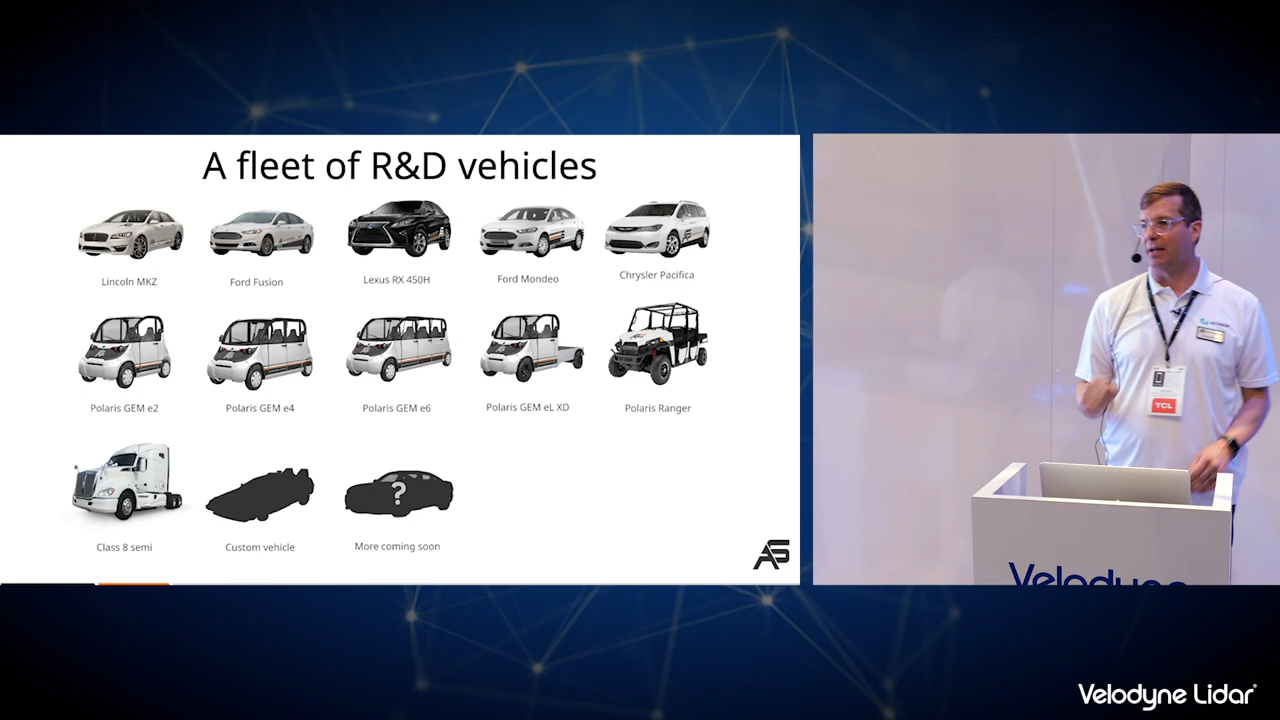 A fleet of R&D vehicles
Lincoln MKZ
Ford Fusion
Lexus RX 450H
Ford Mondeo
Chrysler Pacifica
Polaris GEM e2
Polaris GEM e4
Polaris GEM e6
Polaris GEM eL XD
Polaris Ranger
Class 8 semi
Custom vehicle
?
More coming soon
AS
TCL
Velodyne
Velodyne Lidar